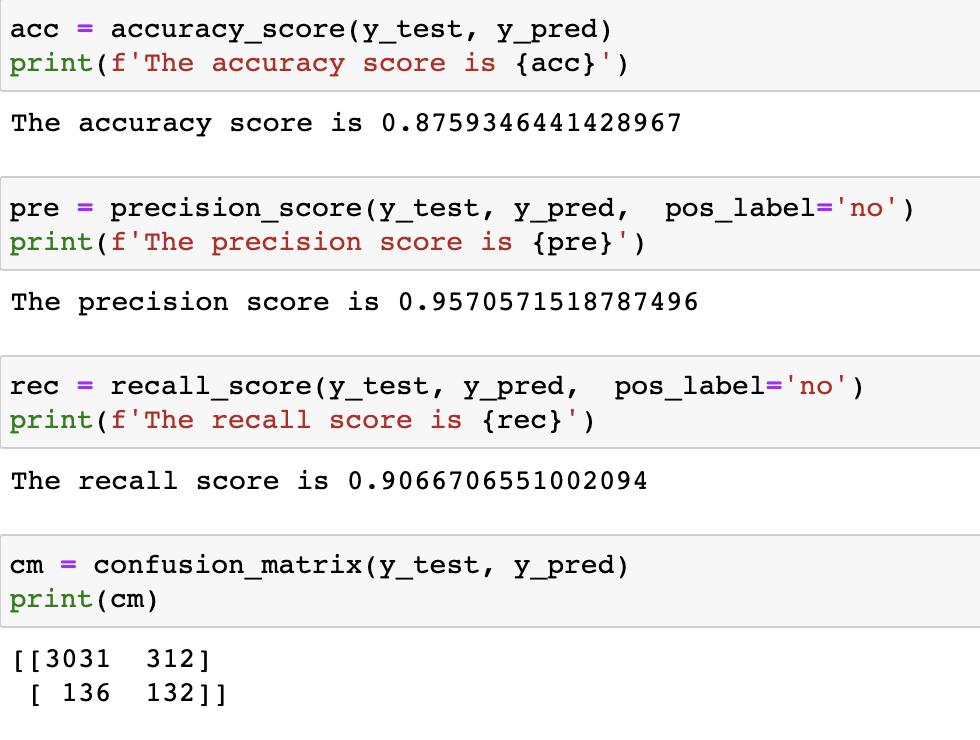 acc = accuracy_score(y_test, y_pred)
print(f'The accuracy score is {acc}')
The accuracy score is 0.8759346441428967
pre = precision_score(y_test, y_pred,  pos_label='no')
print(f'The precision score is {pre}')
The precision score is 0.9570571518787496
rec = recall_score(y_test, y_pred,  pos_label='no')
print(f'The recall score is {rec}')
The recall score is 0.9066706551002094
cm = confusion_matrix(y_test, y_pred)
print(cm)
[[3031  312]
 [ 136  132]]